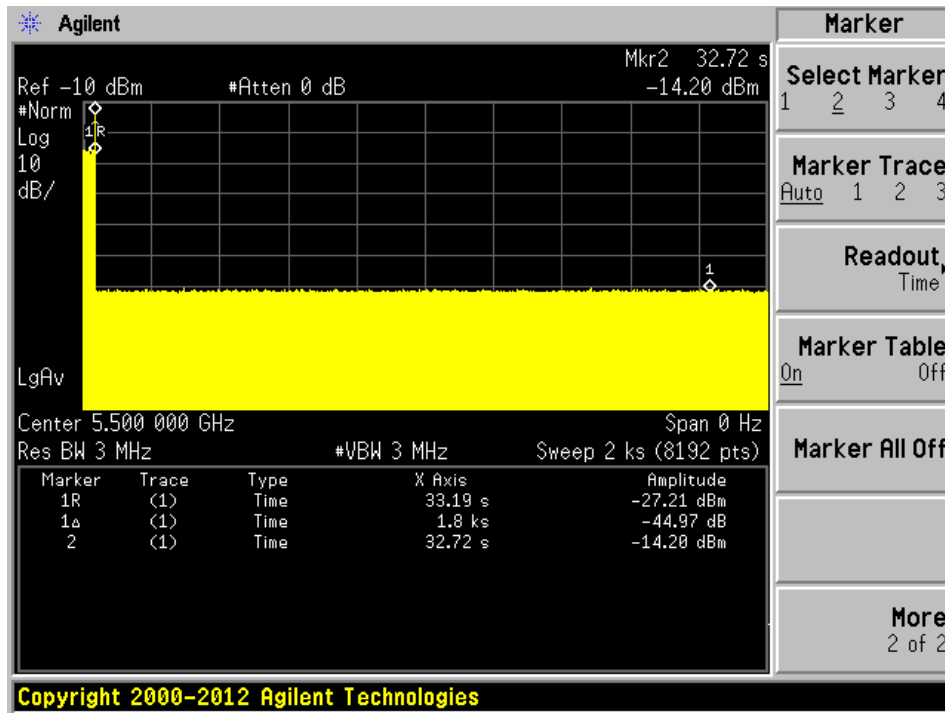 Agilent
Mkr2 32.72 s
Ref -10 dBm #Atten 0 dB -14.20 dBm
#Norm
Log
10
dB/
1R
1
LgAv
Center 5.500 000 GHz Span 0 Hz
Res BW 3 MHz #VBW 3 MHz Sweep 2 ks (8192 pts)
Marker Trace Type X Axis Amplitude
1R (1) Time 33.19 s -27.21 dBm
1Δ (1) Time 1.8 ks -44.97 dB
2 (1) Time 32.72 s -14.20 dBm
Copyright 2000-2012 Agilent Technologies
Marker
Select Marker
1 2 3 4
Marker Trace
Auto 1 2 3
Readout
Time
Marker Table
On Off
Marker All Off
More
2 of 2